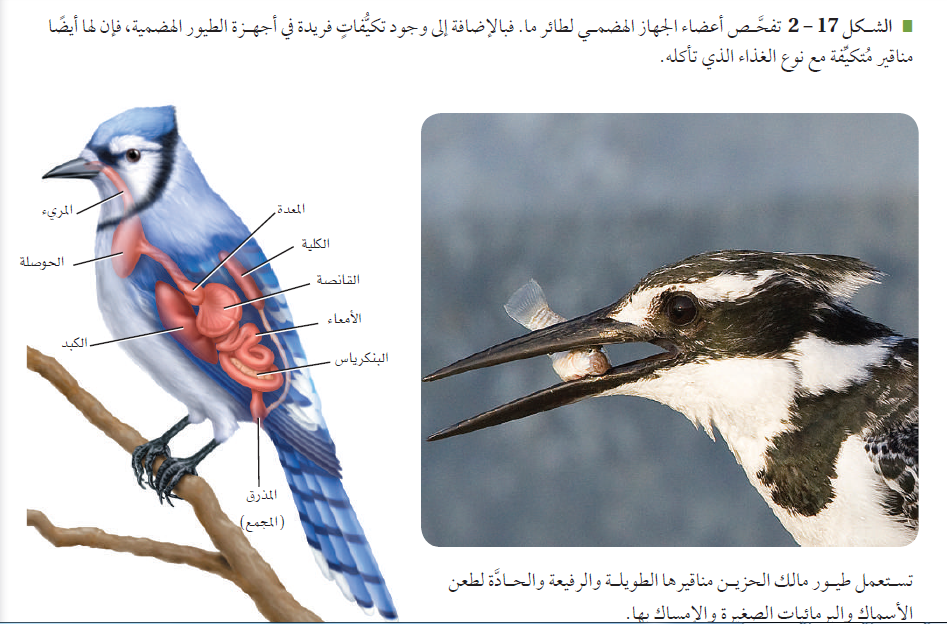 ■ الشكل 17 – 2 تفحَّص أعضاء الجهاز الهضمي لطائر ما. فبالإضافة إلى وجود تكيُّفاتٍ فريدة في أجهزة الطيور الهضمية، فإن لها أيضًا
مناقير مُتكيِّفة مع نوع الغذاء الذي تأكله.
المعدة
المريء
الكلية
الحوصلة
القانصة
الأمعاء
الكبد
البنكرياس
المذرق
(المجمع)
تستعمل طيور مالك الحزين مناقيرها الطويلة والرفيعة والحادَّة لطعن
الأسماك والبرمائيات الصغيرة والإمساك بها.